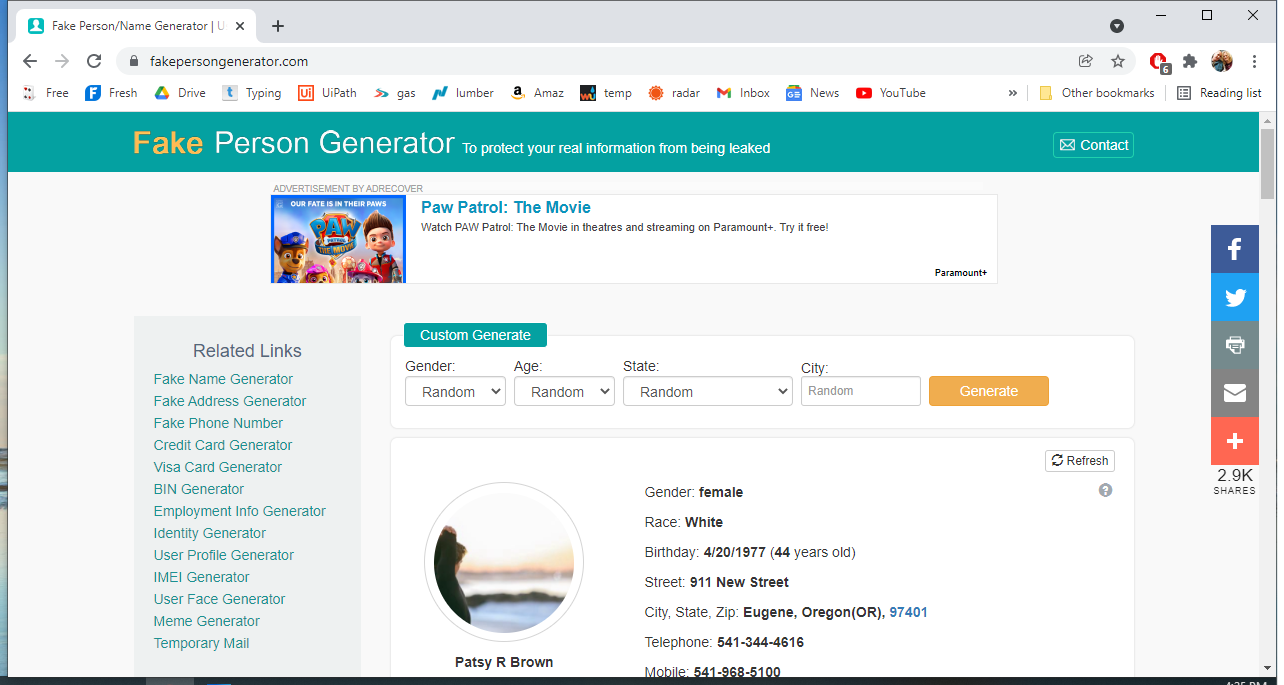 Fake Person/Name Generator | U
fakepersongenerator.com
6
Free Fresh Drive Typing UiPath gas lumber Amaz temp radar Inbox News YouTube » Other bookmarks Reading list
Fake Person Generator To protect your real information from being leaked
Contact
ADVERTISEMENT BY ADRECOVER
OUR FATE IS IN THEIR PAWS
PAW
PATROL
THE MOVIE
Paw Patrol: The Movie
Watch PAW Patrol: The Movie in theatres and streaming on Paramount+. Try it free!
Paramount+
Related Links
Fake Name Generator
Fake Address Generator
Fake Phone Number
Credit Card Generator
Visa Card Generator
BIN Generator
Employment Info Generator
Identity Generator
User Profile Generator
IMEI Generator
User Face Generator
Meme Generator
Temporary Mail
Custom Generate
Gender: Age: State: City:
Random Random Random Random Generate
Refresh
Gender: female
Race: White
Birthday: 4/20/1977 (44 years old)
Street: 911 New Street
City, State, Zip: Eugene, Oregon(OR), 97401
Telephone: 541-344-4616
Mobile: 541-968-5100
Patsy R Brown
2.9K
SHARES